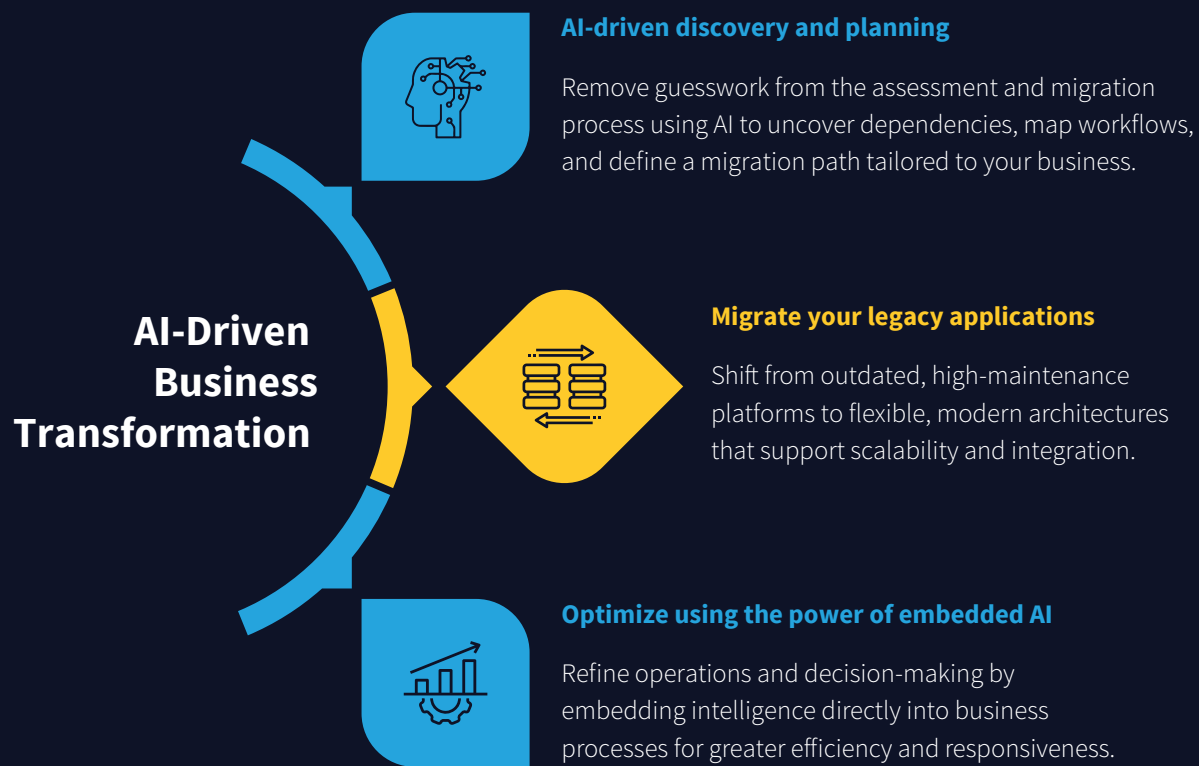 AI-driven discovery and planning
Remove guesswork from the assessment and migration
process using AI to uncover dependencies, map workflows,
and define a migration path tailored to your business.
AI-Driven
Business
Transformation
Migrate your legacy applications
Shift from outdated, high-maintenance
platforms to flexible, modern architectures
that support scalability and integration.
Optimize using the power of embedded AI
Refine operations and decision-making by
embedding intelligence directly into business
processes for greater efficiency and responsiveness.